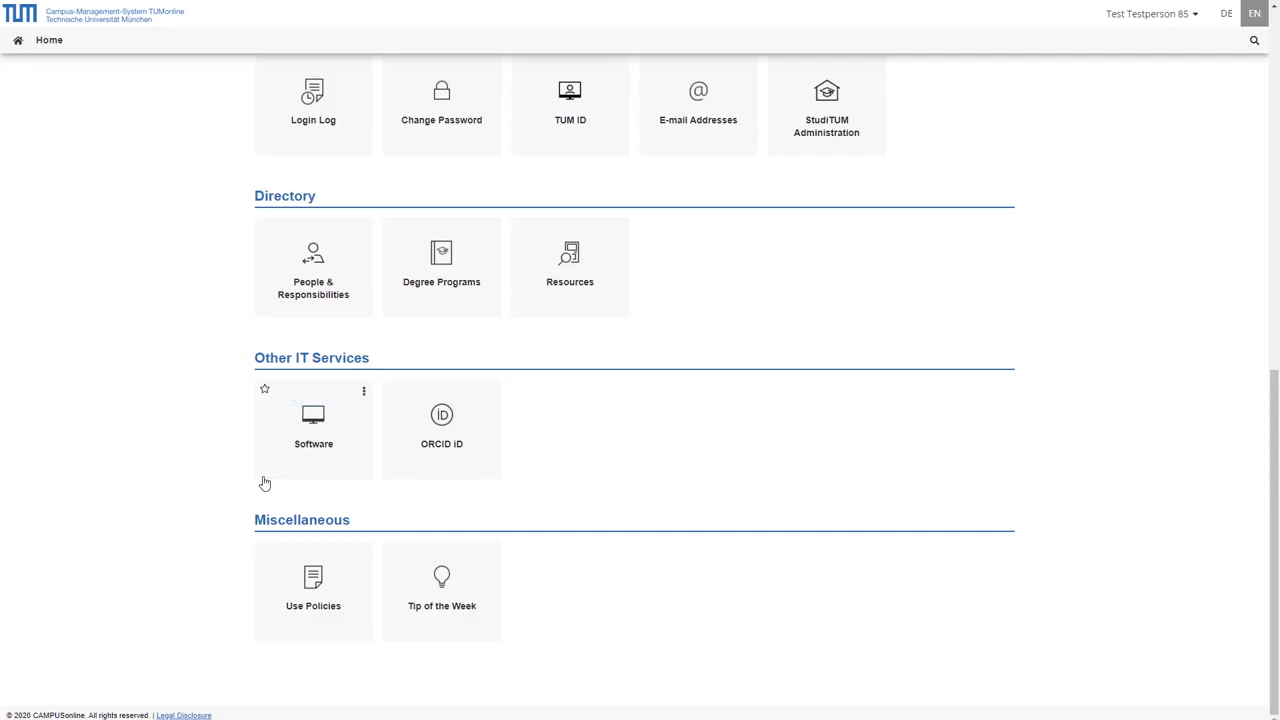 TUM
Campus-Management-System TUMonline
Technische Universität München
Test Testperson 85
DE
EN
Home
Login Log
Change Password
TUM ID
E-mail Addresses
StudiTUM
Administration
Directory
People &
Responsibilities
Degree Programs
Resources
Other IT Services
Software
iD
ORCID iD
Miscellaneous
Use Policies
Tip of the Week
© 2020 CAMPUSonline. All rights reserved. | Legal Disclosure